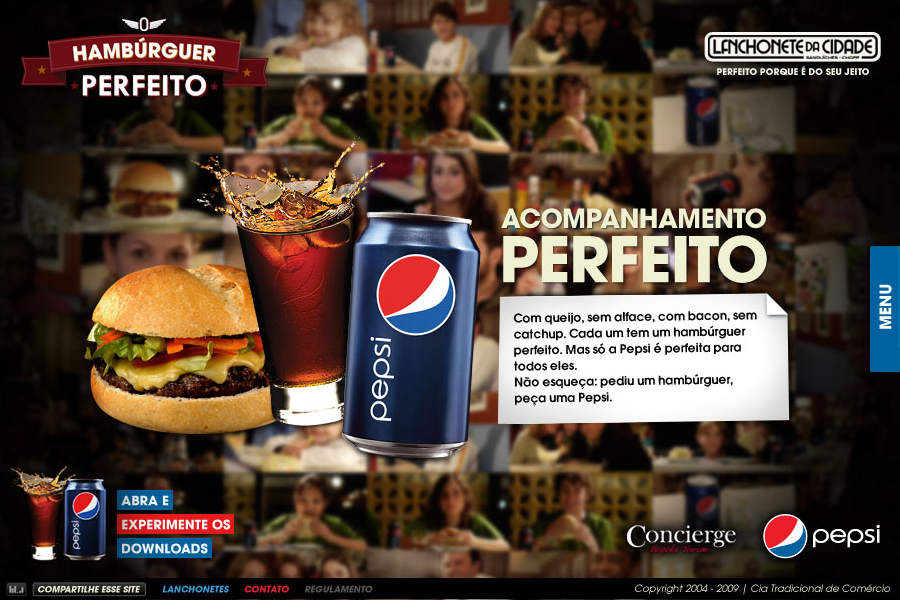 O
HAMBÚRGUER
PERFEITO
LANCHONETE DA CIDADE
SANDUÍCHES - CHOPP
PERFEITO PORQUE É DO SEU JEITO
ACOMPANHAMENTO
PERFEITO
Com queijo, sem alface, com bacon, sem
catchup. Cada um tem um hambúrguer
perfeito. Mas só a Pepsi é perfeita para
todos eles.
Não esqueça: pediu um hambúrguer,
peça uma Pepsi.
pepsi
MENU
pepsi
ABRA E
EXPERIMENTE OS
DOWNLOADS
Concierge
pepsi
COMPARTILHE ESSE SITE
LANCHONETES
CONTATO
REGULAMENTO
Copyright 2004 - 2009 | Cia Tradicional de Comércio